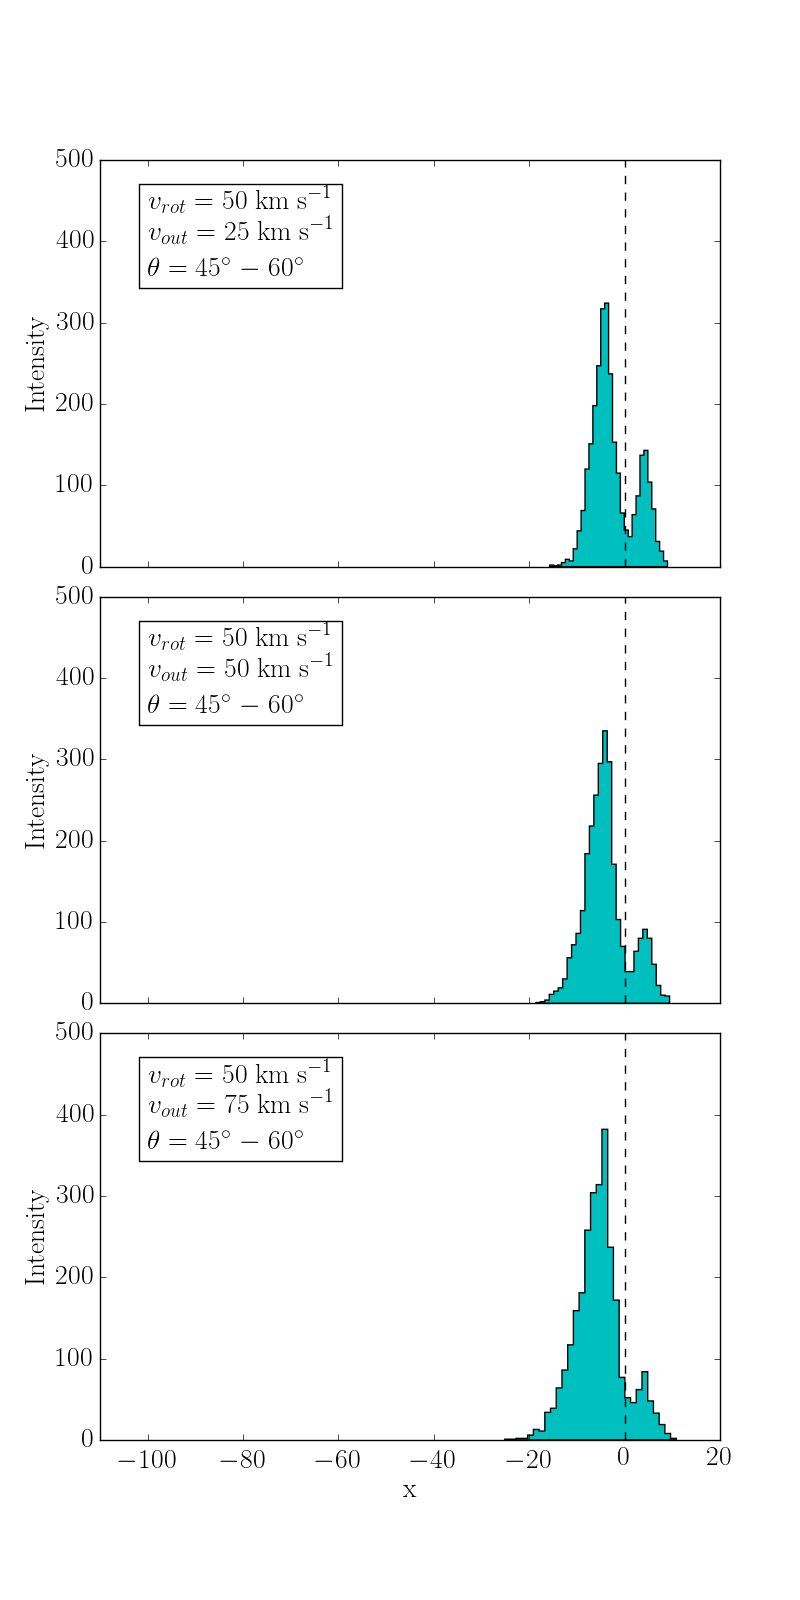 500
400
300
200
100
0
Intensity
v_rot = 50 km s⁻¹
v_out = 25 km s⁻¹
θ = 45° − 60°
500
400
300
200
100
0
Intensity
v_rot = 50 km s⁻¹
v_out = 50 km s⁻¹
θ = 45° − 60°
500
400
300
200
100
0
Intensity
v_rot = 50 km s⁻¹
v_out = 75 km s⁻¹
θ = 45° − 60°
−100 −80 −60 −40 −20 0 20
x